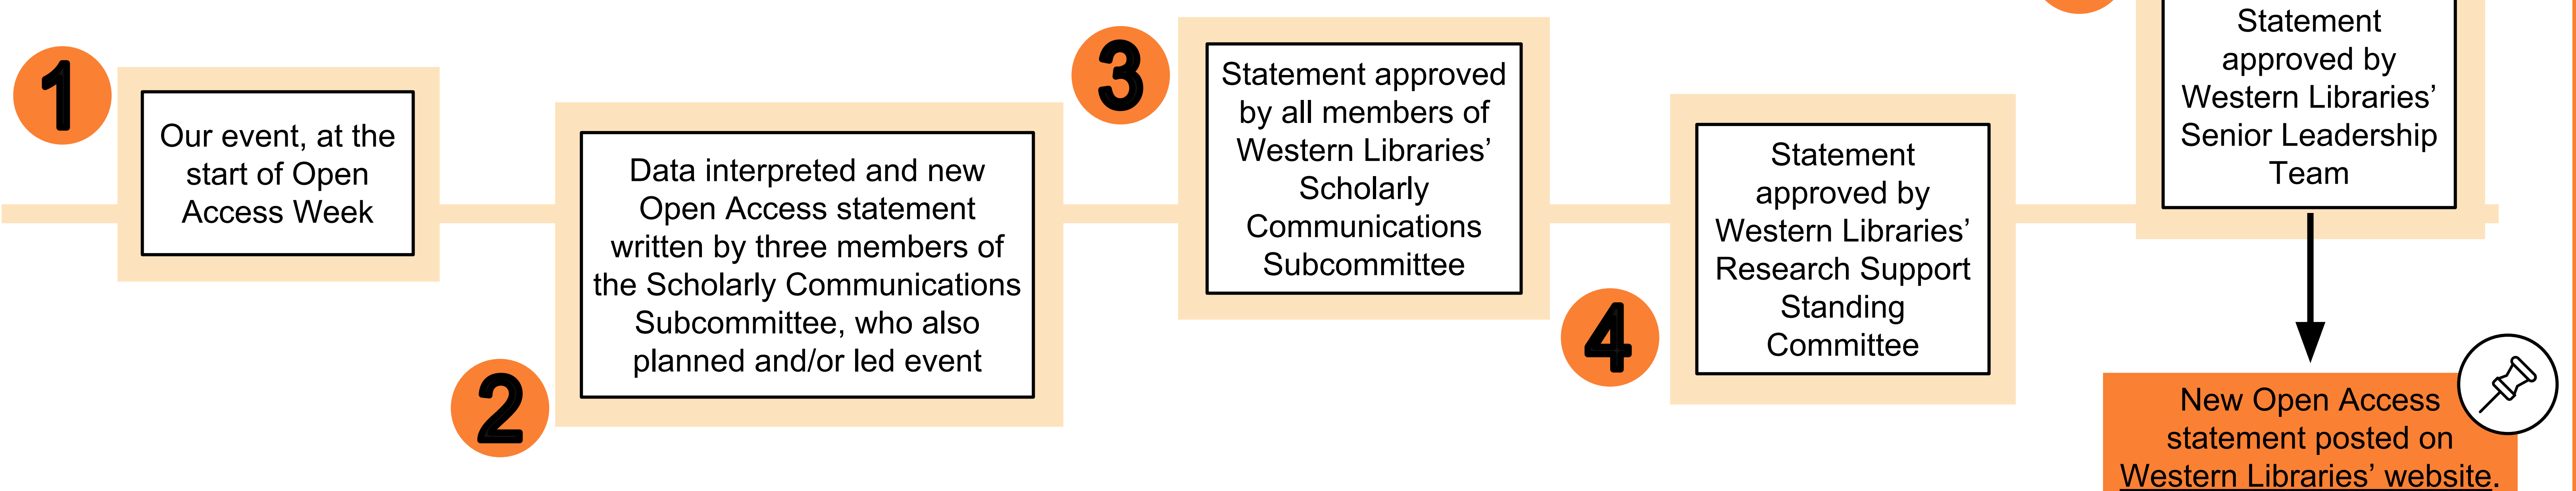 1
Our event, at the
start of Open
Access Week
2
Data interpreted and new
Open Access statement
written by three members of
the Scholarly Communications
Subcommittee, who also
planned and/or led event
3
Statement approved
by all members of
Western Libraries’
Scholarly
Communications
Subcommittee
4
Statement
approved by
Western Libraries’
Research Support
Standing
Committee
Statement
approved by
Western Libraries’
Senior Leadership
Team
New Open Access
statement posted on
Western Libraries’ website.